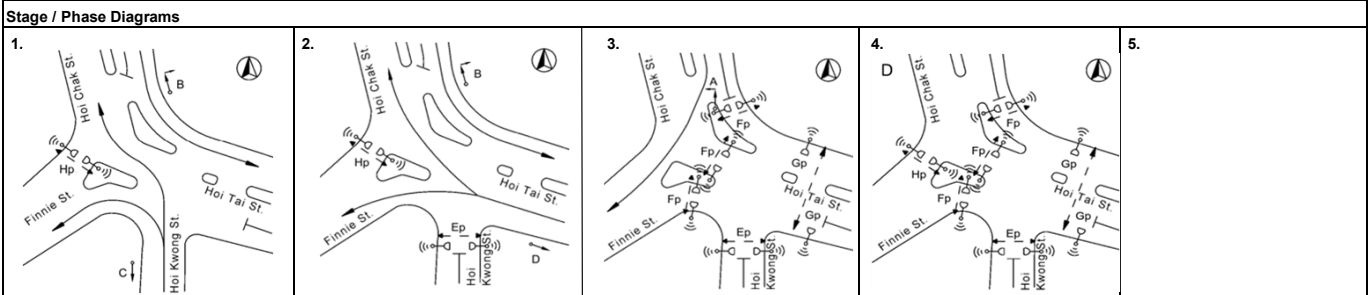 Stage / Phase Diagrams
1.
Hoi Chak St.
B
Hp
Finnie St.
Hoi Tai St.
C
Hoi Kwong St.
2.
Hoi Chak St.
B
Hp
Hoi Tai St.
Finnie St.
Ep
Hoi
Kwong St.
D
3.
Hoi Chak St.
A
Fp
Fp
Gp
Hoi Tai St.
Fp
Gp
Finnie St.
Ep
Hoi
Kwong St.
4.
D
Hoi Chak St.
Fp
Fp
Gp
Hp
Hoi Tai St.
Fp
Gp
Finnie St.
Ep
Hoi
Kwong St.
5.